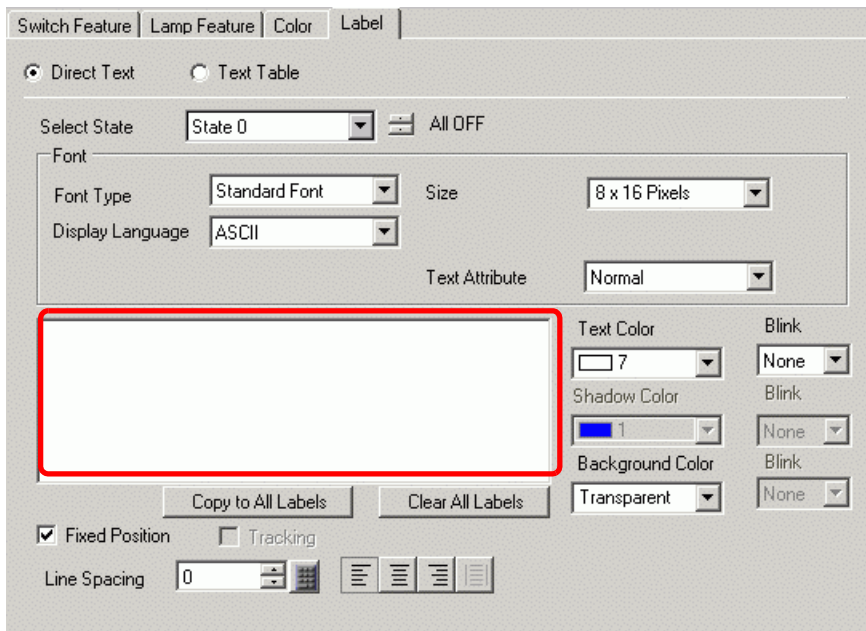 Switch Feature Lamp Feature Color Label
Direct Text Text Table
Select State State 0 All OFF
Font
Font Type Standard Font Size 8 x 16 Pixels
Display Language ASCII
Text Attribute Normal
Text Color Blink
7 None
Shadow Color Blink
1 None
Background Color Blink
Transparent None
Copy to All Labels Clear All Labels
Fixed Position Tracking
Line Spacing 0